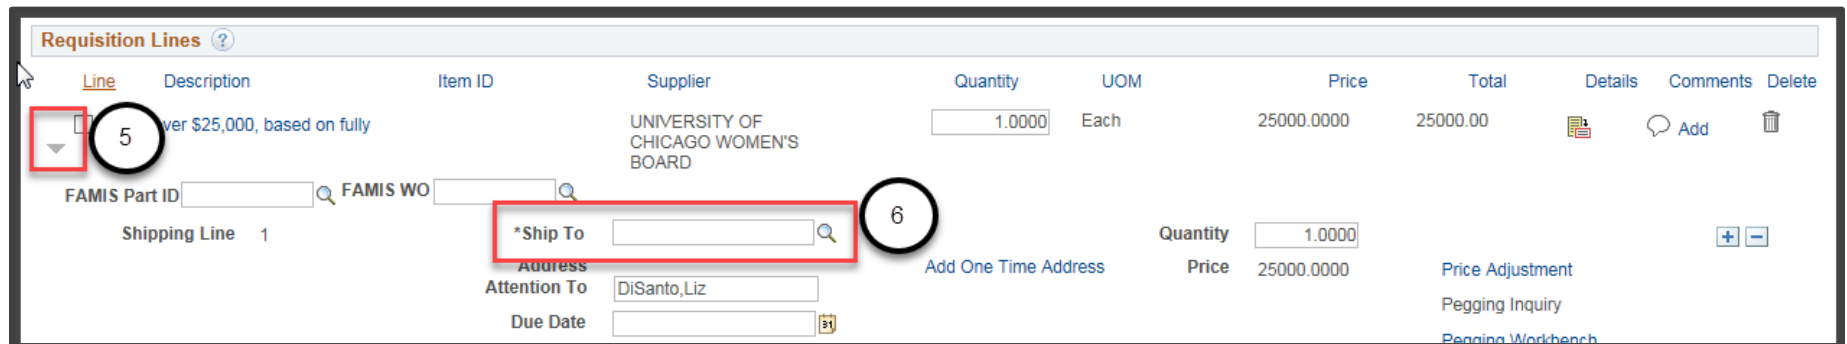 Requisition Lines ?
Line Description Item ID Supplier Quantity UOM Price Total Details Comments Delete
5 ver $25,000, based on fully UNIVERSITY OF CHICAGO WOMEN'S BOARD 1.0000 Each 25000.0000 25000.00 Add
FAMIS Part ID FAMIS WO
6
Shipping Line 1 *Ship To Quantity 1.0000 + −
Address Add One Time Address Price 25000.0000 Price Adjustment
Attention To DiSanto,Liz
Pegging Inquiry
Due Date 31
Pegging Workbench